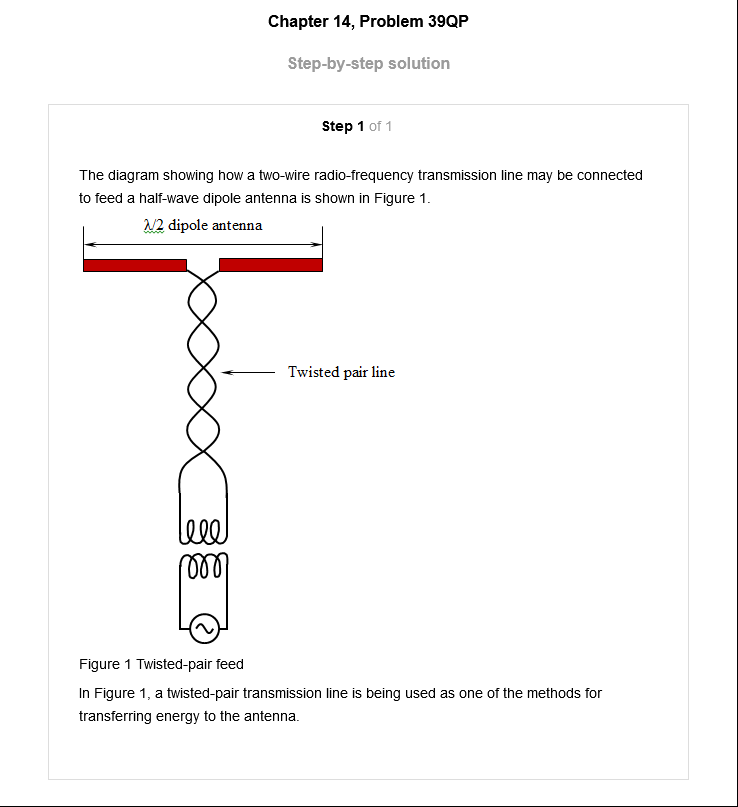 Chapter 14, Problem 39QP
Step-by-step solution
Step 1 of 1
The diagram showing how a two-wire radio-frequency transmission line may be connected
to feed a half-wave dipole antenna is shown in Figure 1.
λ/2 dipole antenna
Twisted pair line
Figure 1 Twisted-pair feed
In Figure 1, a twisted-pair transmission line is being used as one of the methods for
transferring energy to the antenna.